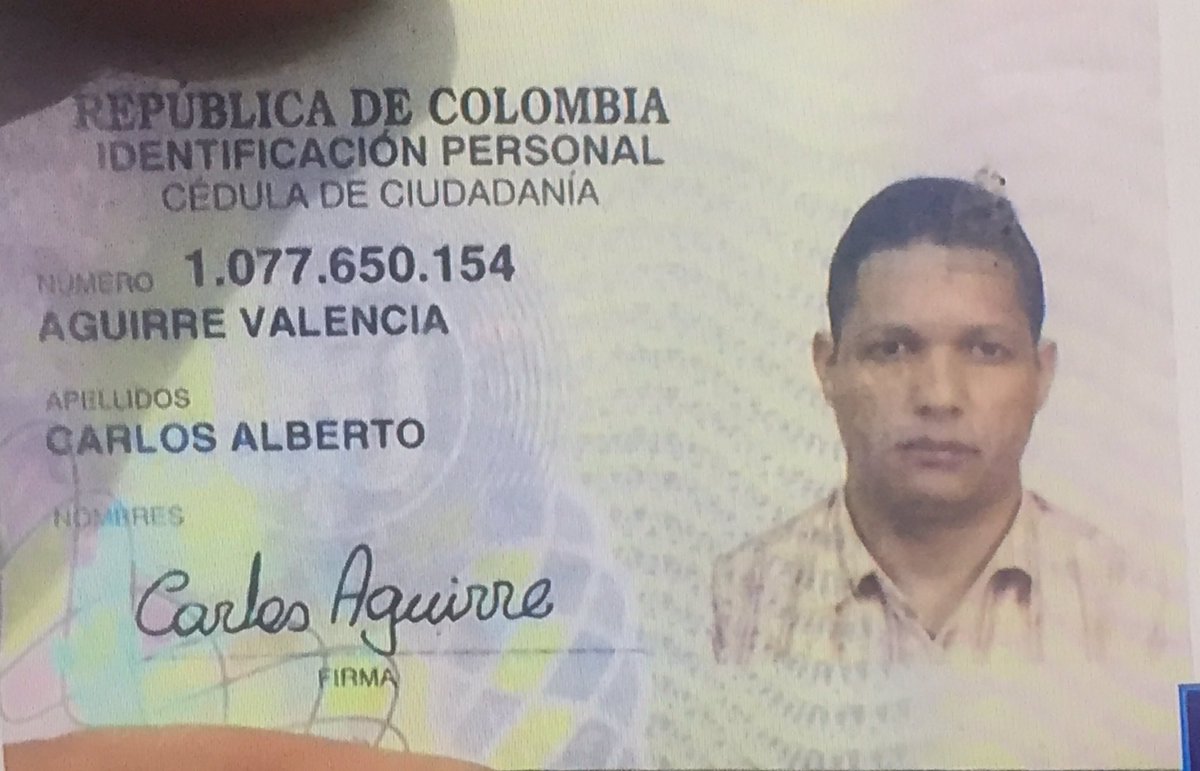 REPÚBLICA DE COLOMBIA
IDENTIFICACIÓN PERSONAL
CÉDULA DE CIUDADANÍA
NÚMERO 1.077.650.154
AGUIRRE VALENCIA
APELLIDOS
CARLOS ALBERTO
NOMBRES
Carlos Aguirre
FIRMA